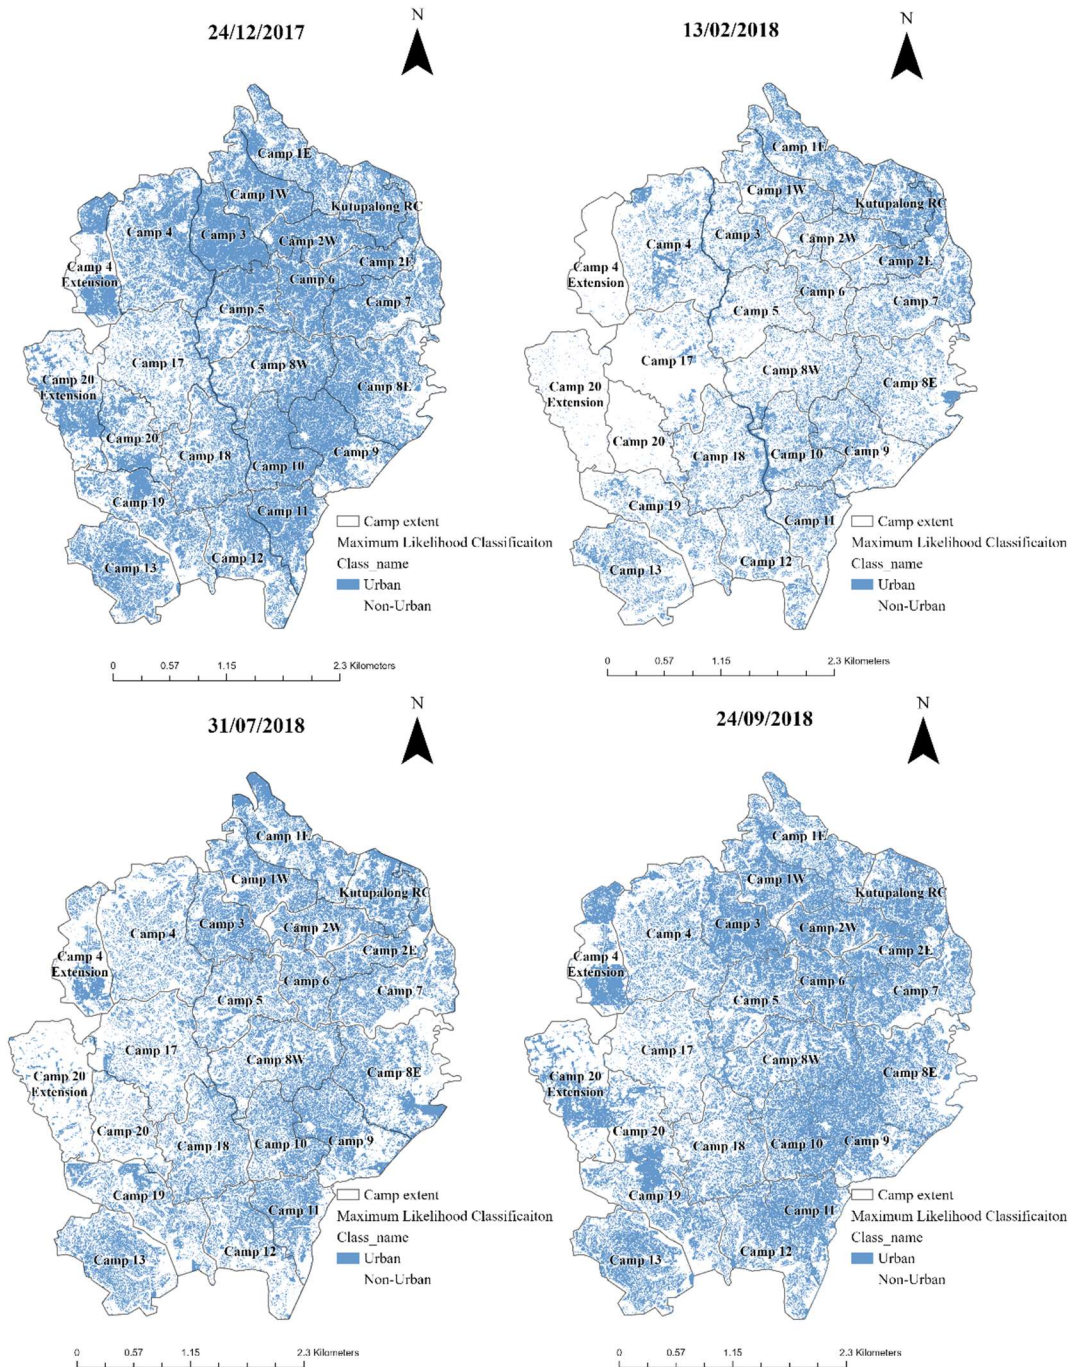 24/12/2017
N
Camp 1E
Camp 1W
Kutupalong RC
Camp 4
Camp 3
Camp 2W
Camp 2E
Camp 4
Extension
Camp 6
Camp 5
Camp 7
Camp 17
Camp 8W
Camp 20
Extension
Camp 8E
Camp 20
Camp 18
Camp 10
Camp 9
Camp 19
Camp 11
Camp 12
Camp 13
Camp extent
Maximum Likelihood Classificaiton
Class_name
Urban
Non-Urban
0 0.57 1.15 2.3 Kilometers
13/02/2018
N
Camp 1E
Camp 1W
Kutupalong RC
Camp 3
Camp 2W
Camp 4
Camp 2E
Camp 4
Extension
Camp 6
Camp 7
Camp 5
Camp 17
Camp 8W
Camp 8E
Camp 20
Extension
Camp 20
Camp 18
Camp 10
Camp 9
Camp 19
Camp 11
Camp 12
Camp 13
Camp extent
Maximum Likelihood Classificaiton
Class_name
Urban
Non-Urban
0 0.57 1.15 2.3 Kilometers
31/07/2018
N
Camp 1E
Camp 1W
Kutupalong RC
Camp 3
Camp 2W
Camp 4
Camp 2E
Camp 4
Extension
Camp 6
Camp 7
Camp 5
Camp 17
Camp 8W
Camp 8E
Camp 20
Extension
Camp 20
Camp 18
Camp 10
Camp 9
Camp 19
Camp 11
Camp 12
Camp 13
Camp extent
Maximum Likelihood Classificaiton
Class_name
Urban
Non-Urban
0 0.57 1.15 2.3 Kilometers
24/09/2018
N
Camp 1E
Camp 1W
Kutupalong RC
Camp 3
Camp 2W
Camp 4
Camp 2E
Camp 4
Extension
Camp 6
Camp 7
Camp 5
Camp 17
Camp 8W
Camp 8E
Camp 20
Extension
Camp 20
Camp 18
Camp 10
Camp 9
Camp 19
Camp 11
Camp 12
Camp 13
Camp extent
Maximum Likelihood Classificaiton
Class_name
Urban
Non-Urban
0 0.57 1.15 2.3 Kilometers